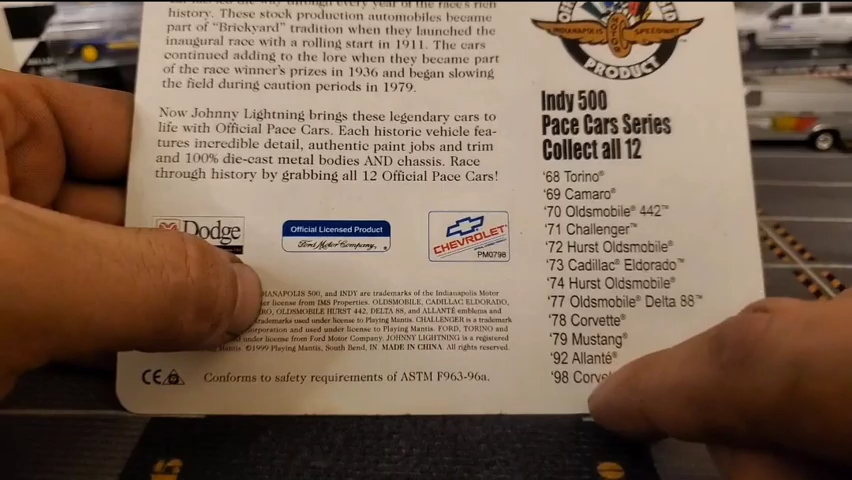 through every year of the race's rich
history. These stock production automobiles became
part of "Brickyard" tradition when they launched the
inaugural race with a rolling start in 1911. The cars
continued adding to the lore when they became part
of the race winner's prizes in 1936 and began slowing
the field during caution periods in 1979.
Now Johnny Lightning brings these legendary cars to
life with Official Pace Cars. Each historic vehicle fea-
tures incredible detail, authentic paint jobs and trim
and 100% die-cast metal bodies AND chassis. Race
through history by grabbing all 12 Official Pace Cars!
Dodge
Official Licensed Product
Ford Motor Company®
CHEVROLET
PM0798
INDIANAPOLIS 500, and INDY are trademarks of the Indianapolis Motor
license from IMS Properties. OLDSMOBILE, CADILLAC ELDORADO,
OLDSMOBILE HURST 442, DELTA 88, and ALLANTÉ emblems and
trademarks used under license to Playing Mantis. CHALLENGER is a trademark
and used under license to Playing Mantis. FORD, TORINO and
under license from Ford Motor Company. JOHNNY LIGHTNING is a registered
Mantis. ©1999 Playing Mantis, South Bend, IN. MADE IN CHINA. All rights reserved.
CE
Conforms to safety requirements of ASTM F963-96a.
INDIANAPOLIS SPEEDWAY
PRODUCT
Indy 500
Pace Cars Series
Collect all 12
'68 Torino®
'69 Camaro®
'70 Oldsmobile® 442™
'71 Challenger®
'72 Hurst Oldsmobile®
'73 Cadillac® Eldorado™
'74 Hurst Oldsmobile®
'77 Oldsmobile® Delta 88™
'78 Corvette®
'79 Mustang®
'92 Allanté®
'98 Corve